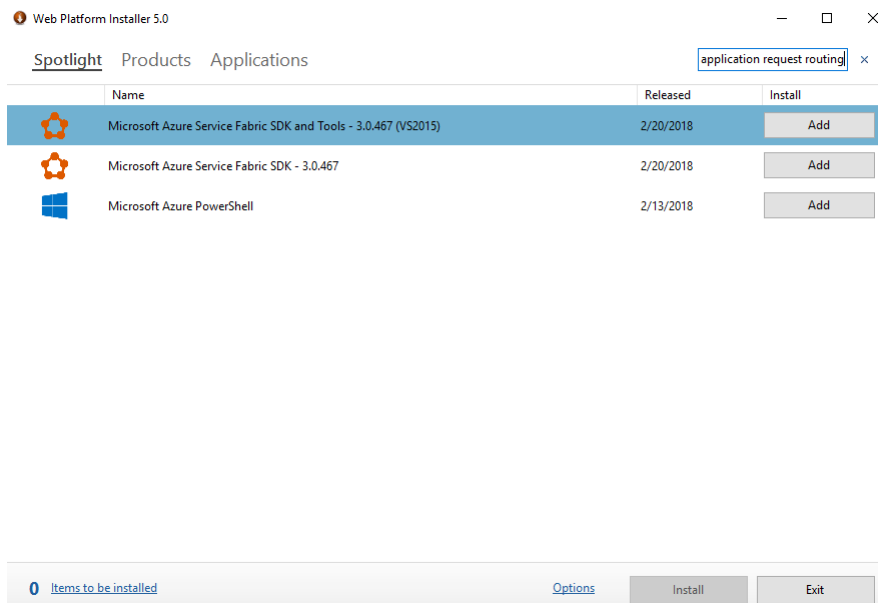 Web Platform Installer 5.0
Spotlight Products Applications application request routing
Name Released Install
Microsoft Azure Service Fabric SDK and Tools - 3.0.467 (VS2015) 2/20/2018 Add
Microsoft Azure Service Fabric SDK - 3.0.467 2/20/2018 Add
Microsoft Azure PowerShell 2/13/2018 Add
0 Items to be installed Options Install Exit